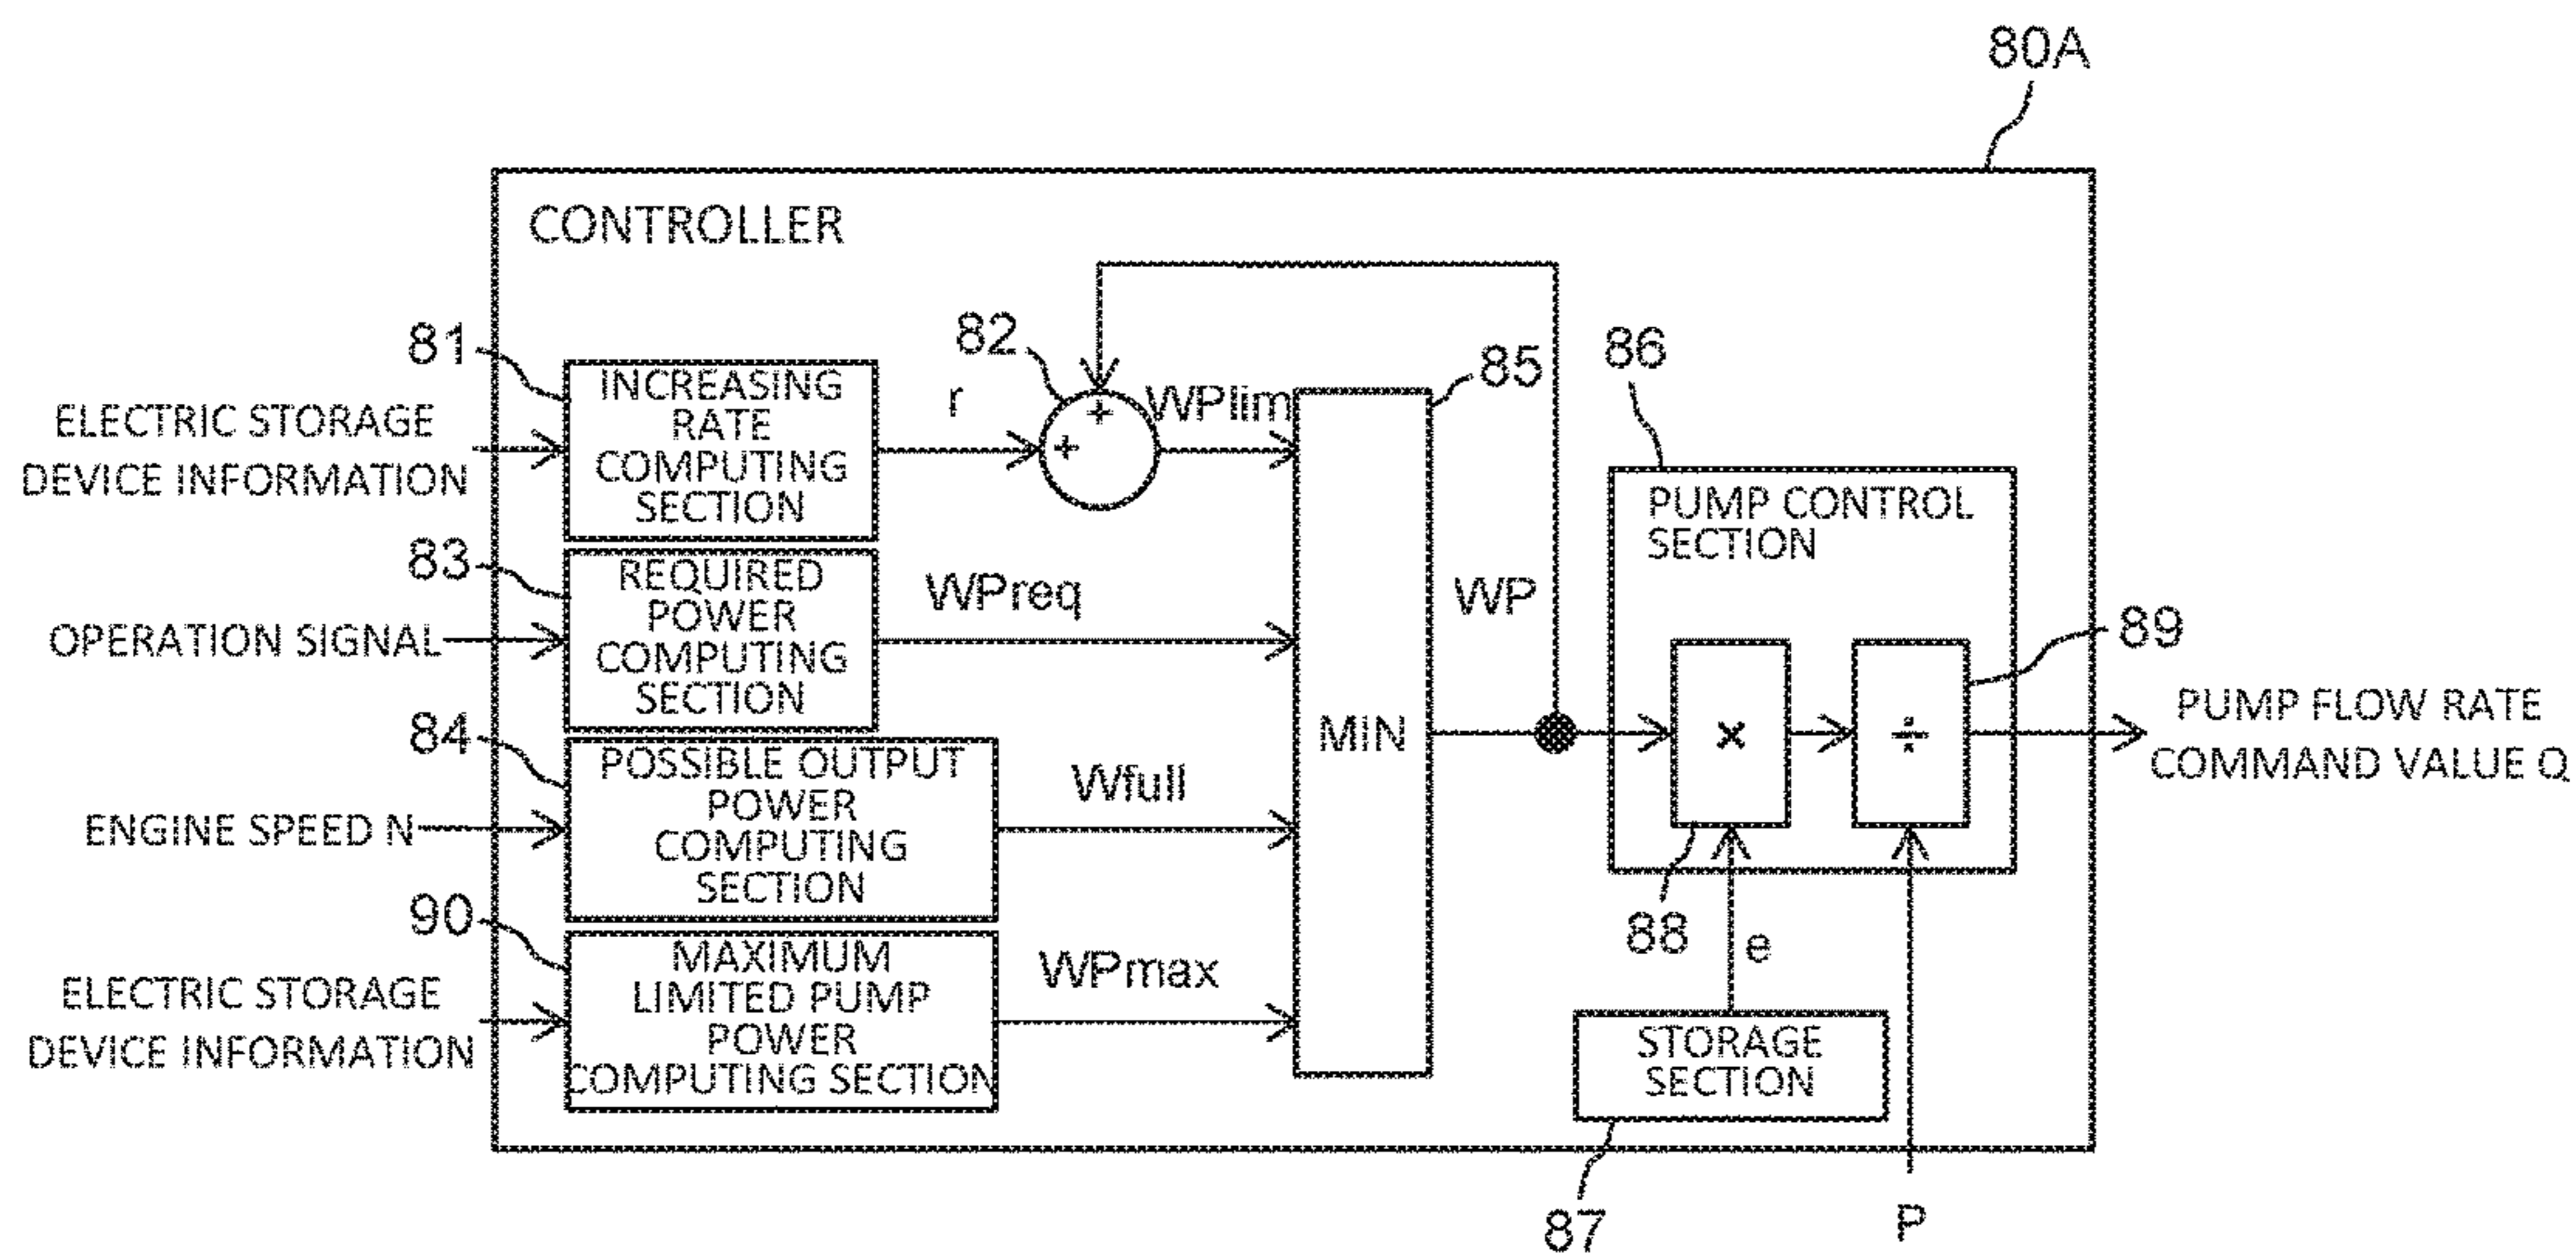 80A
CONTROLLER
81
82
85
86
89
ELECTRIC STORAGE
DEVICE INFORMATION
INCREASING
RATE
COMPUTING
SECTION
r
+
+
WPlim
83
OPERATION SIGNAL
REQUIRED
POWER
COMPUTING
SECTION
WPreq
84
ENGINE SPEED N
POSSIBLE OUTPUT
POWER
COMPUTING
SECTION
Wfull
90
ELECTRIC STORAGE
DEVICE INFORMATION
MAXIMUM
LIMITED PUMP
POWER
COMPUTING SECTION
WPmax
MIN
WP
PUMP CONTROL
SECTION
×
÷
88
e
STORAGE
SECTION
87
P
PUMP FLOW RATE
COMMAND VALUE Q